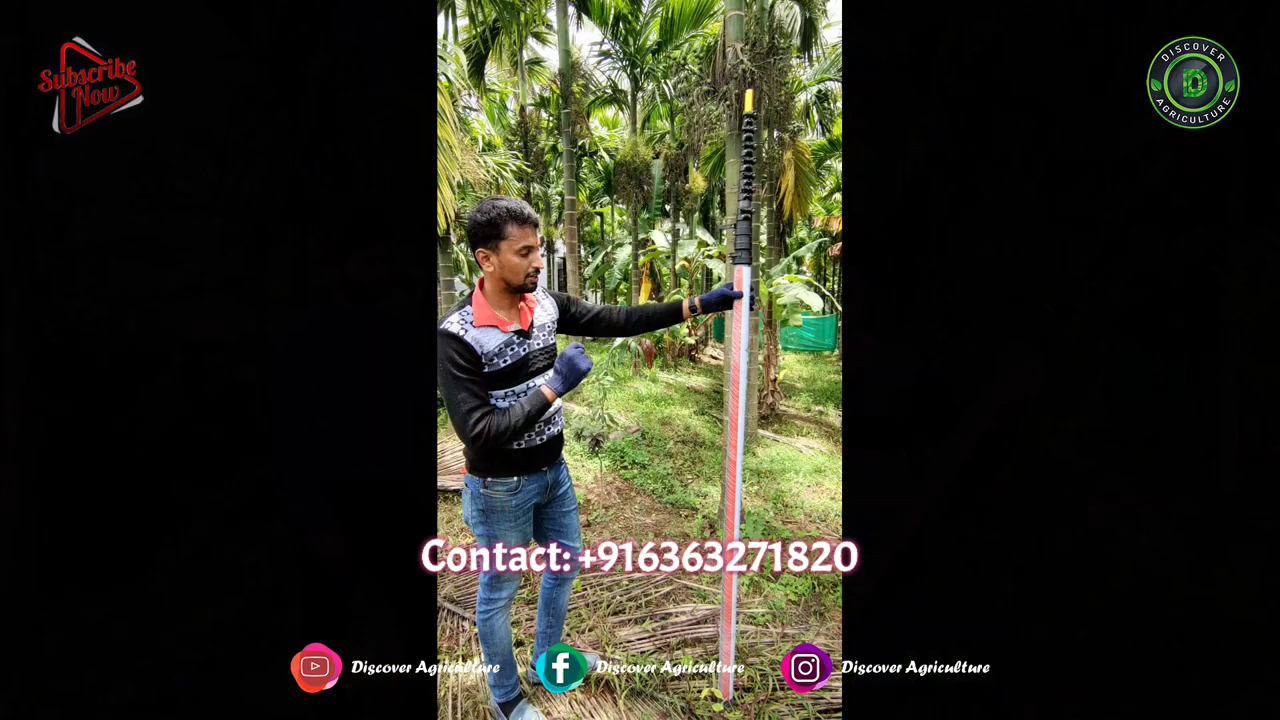 Subscribe
Now
DISCOVER
D
AGRICULTURE
Contact: +916363271820
Discover Agriculture
Discover Agriculture
Discover Agriculture